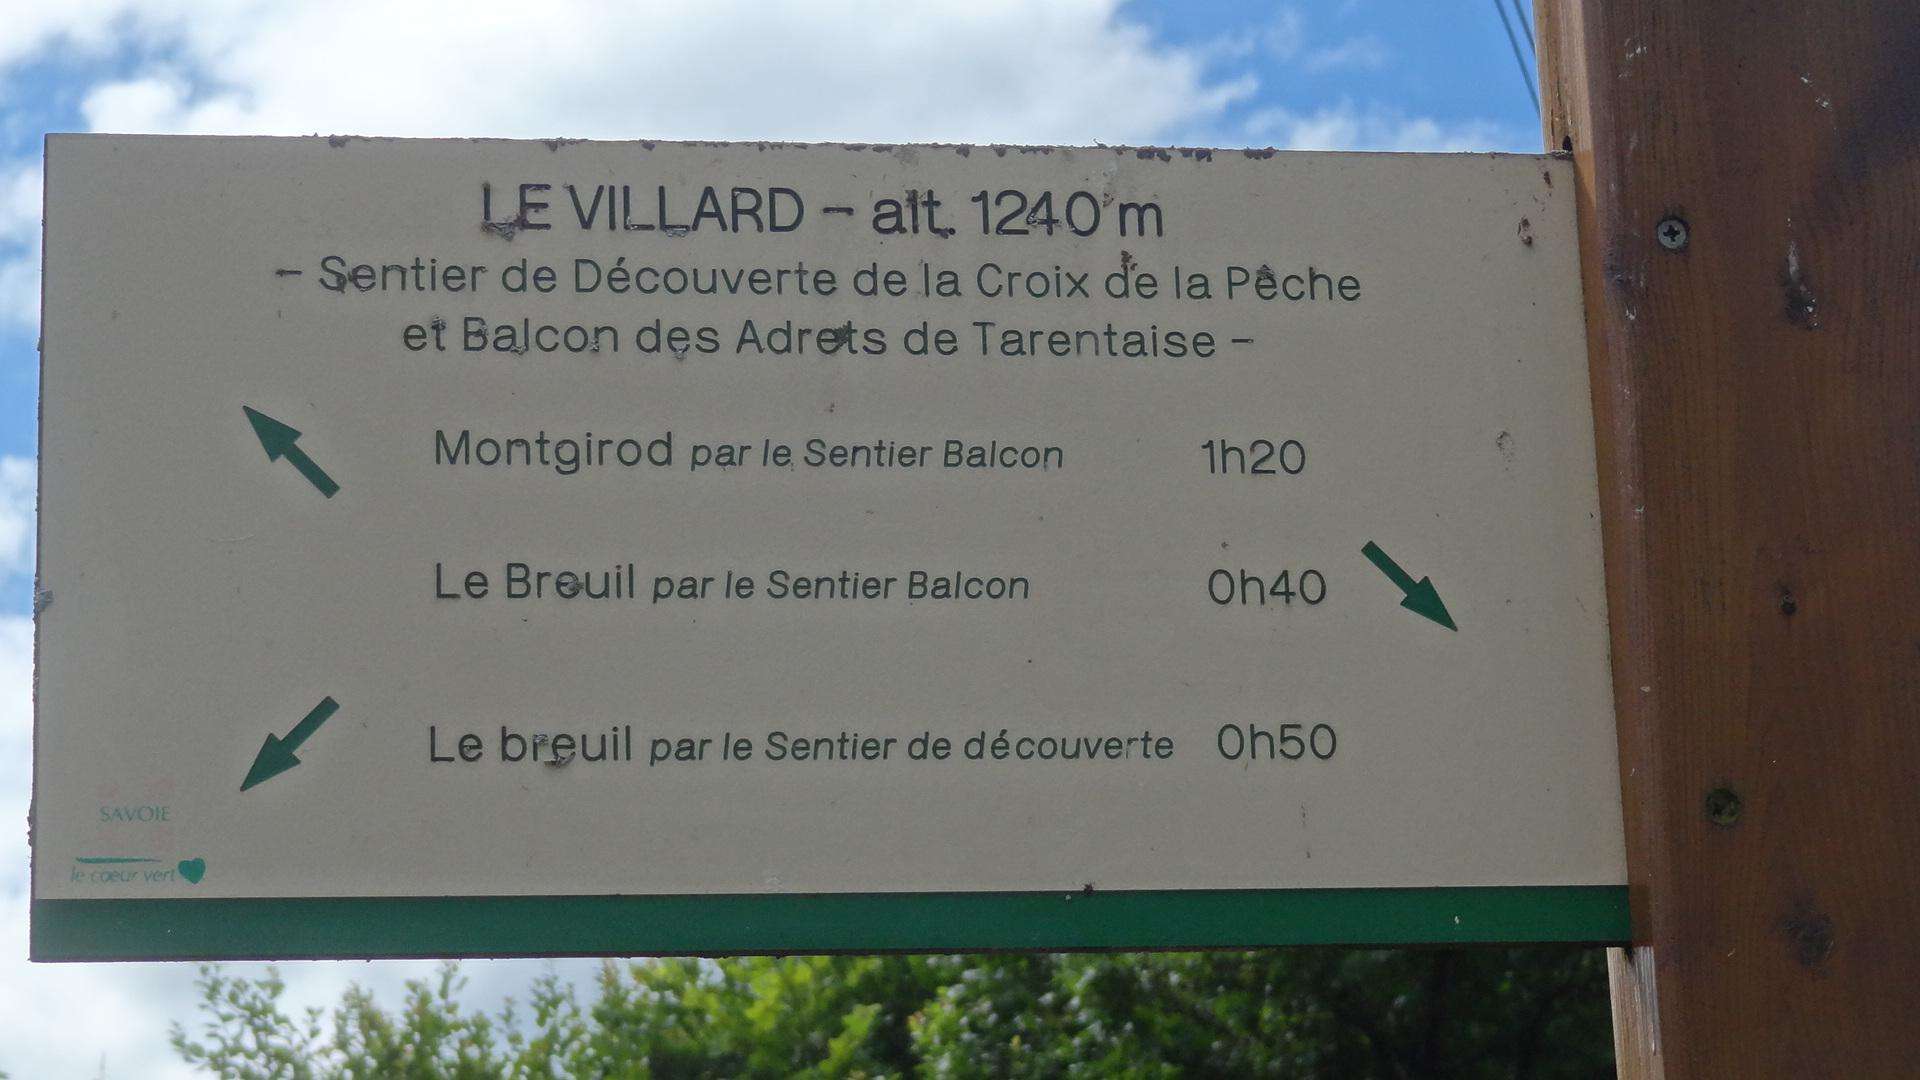 LE VILLARD - alt. 1240 m
- Sentier de Découverte de la Croix de la Pêche
et Balcon des Adrets de Tarentaise -
Montgirod par le Sentier Balcon 1h20
Le Breuil par le Sentier Balcon 0h40
Le breuil par le Sentier de découverte 0h50
SAVOIE
le coeur vert